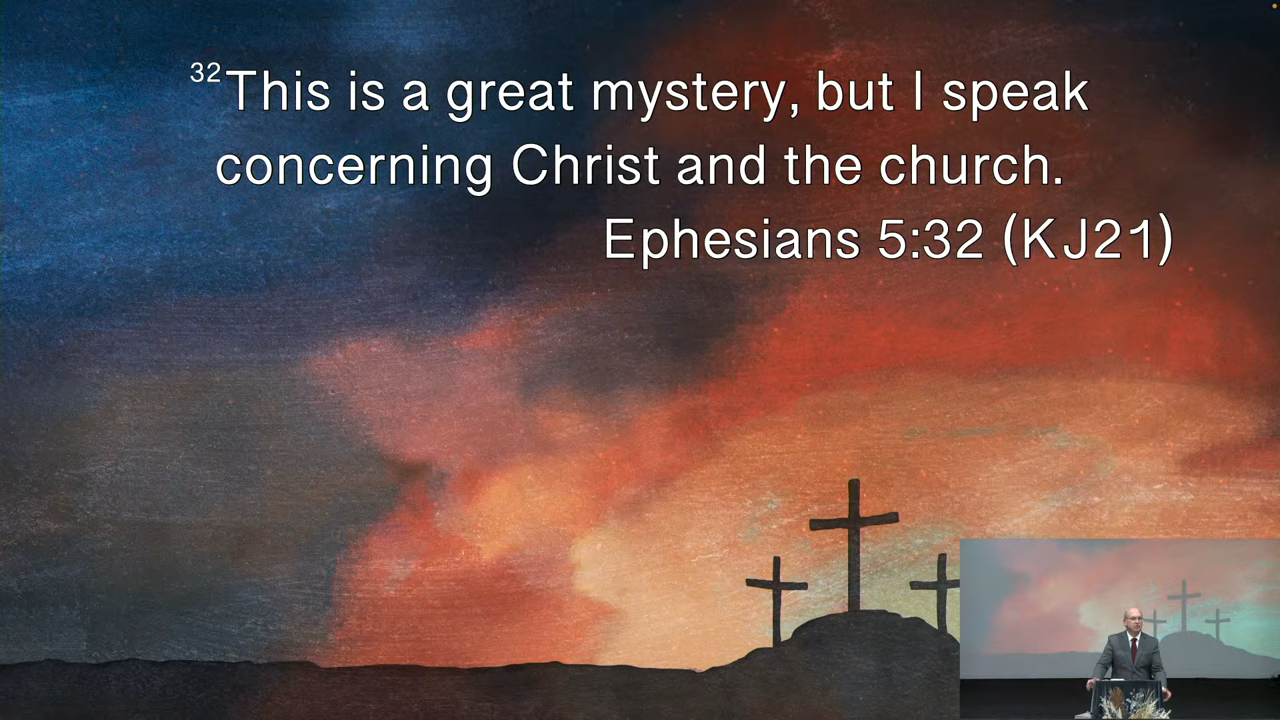 32This is a great mystery, but I speak
concerning Christ and the church.
Ephesians 5:32 (KJ21)